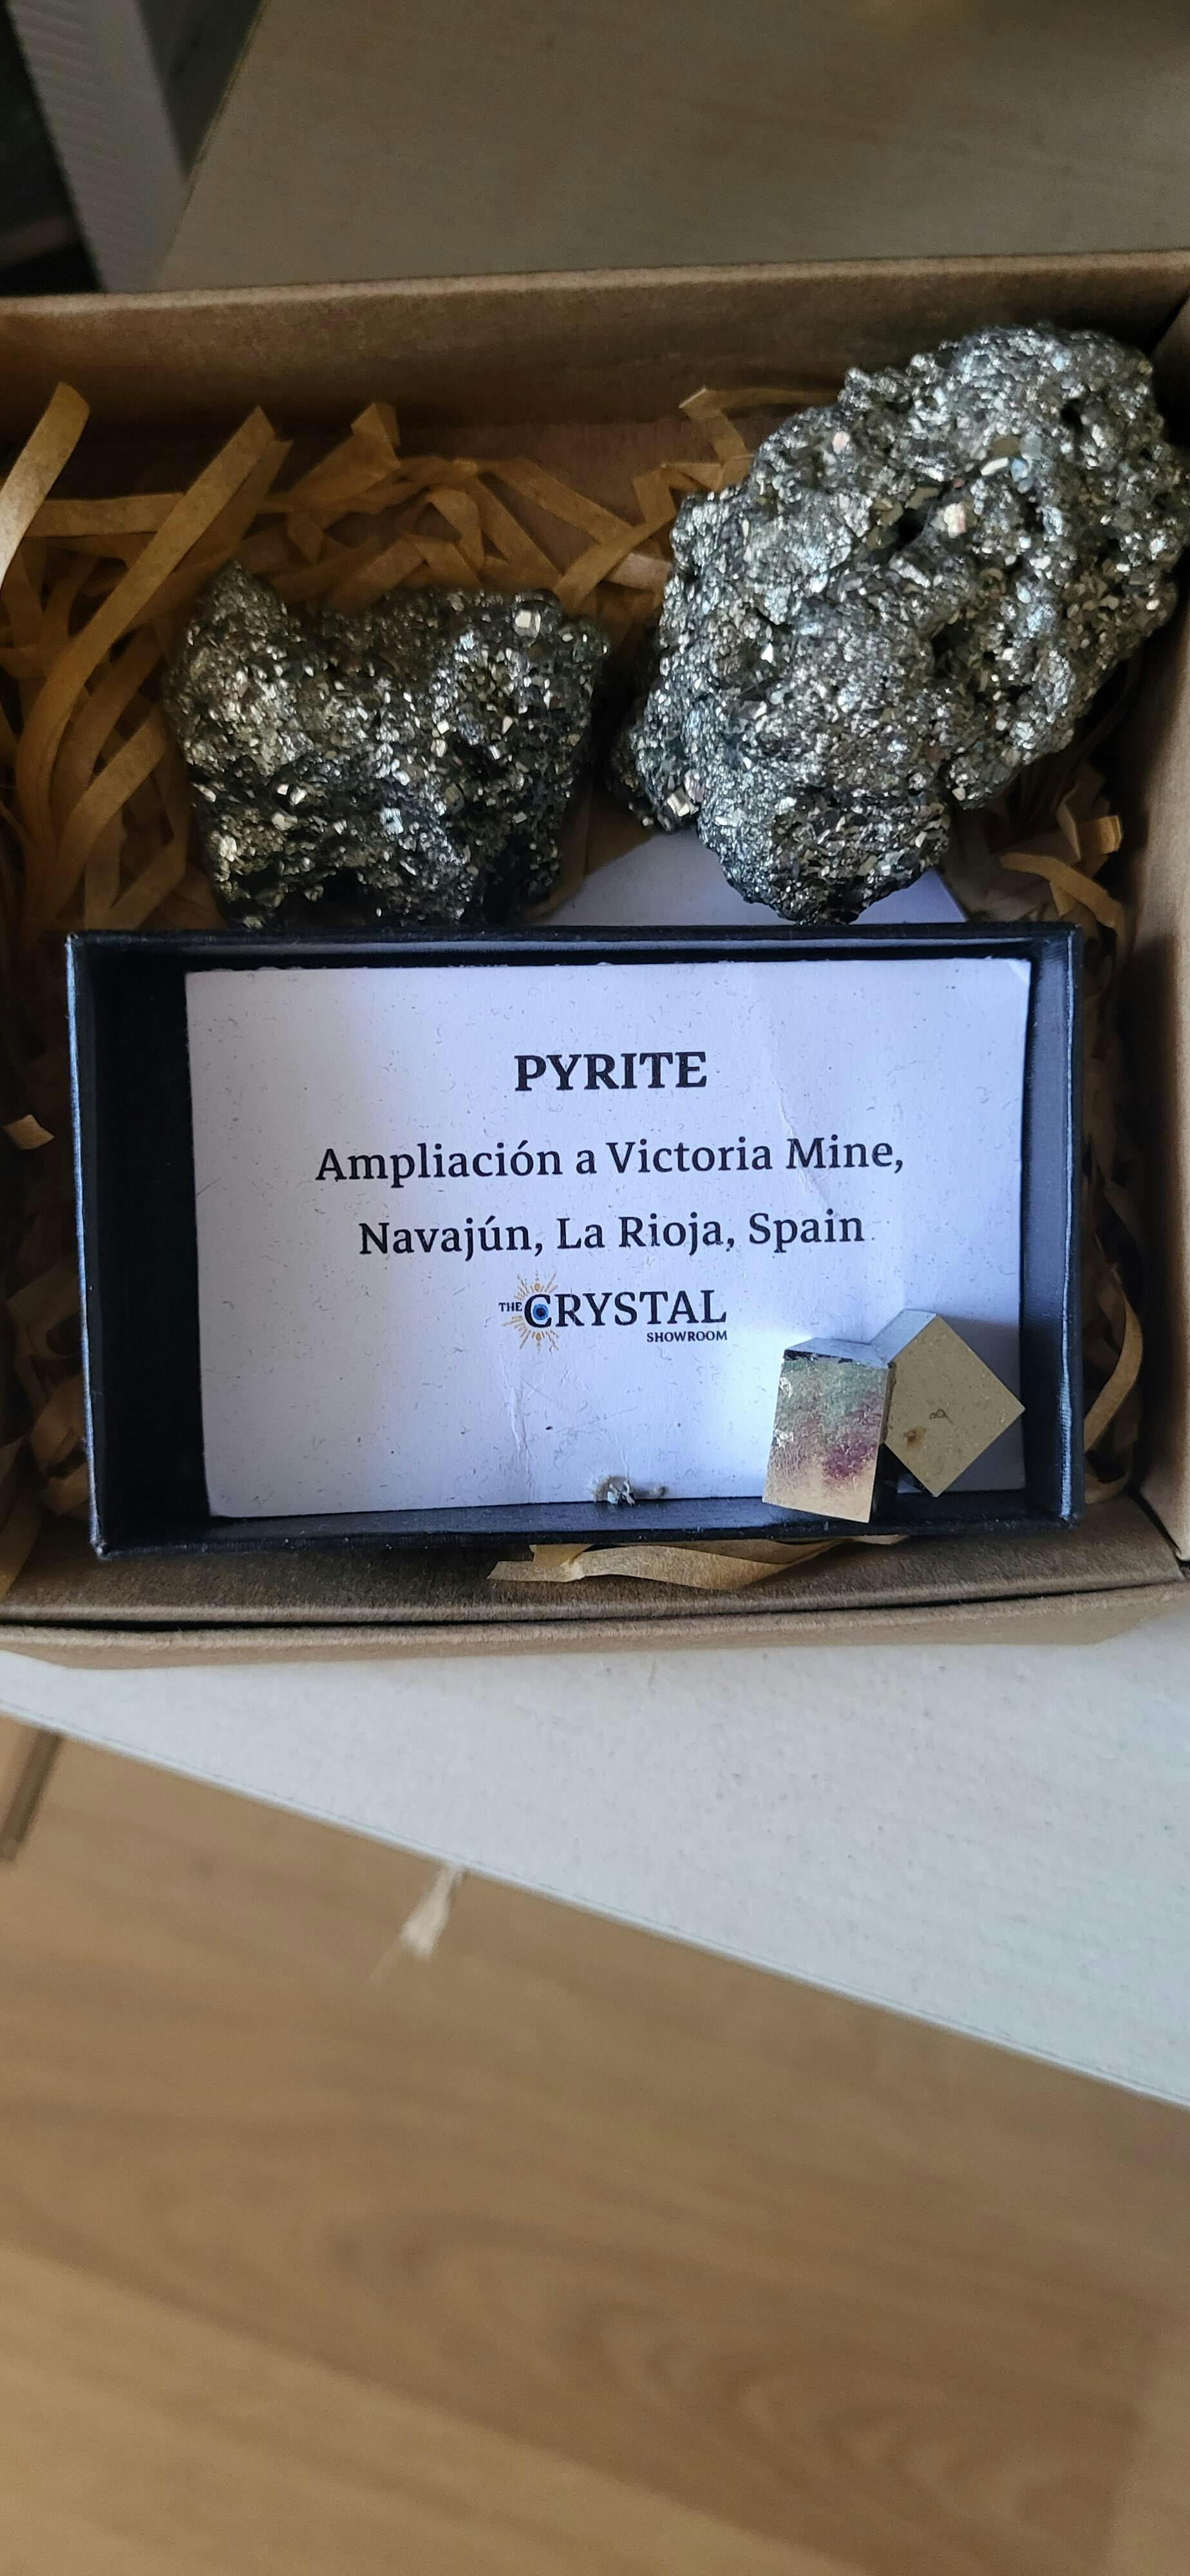 PYRITE
Ampliación a Victoria Mine,
Navajún, La Rioja, Spain
THE CRYSTAL
SHOWROOM